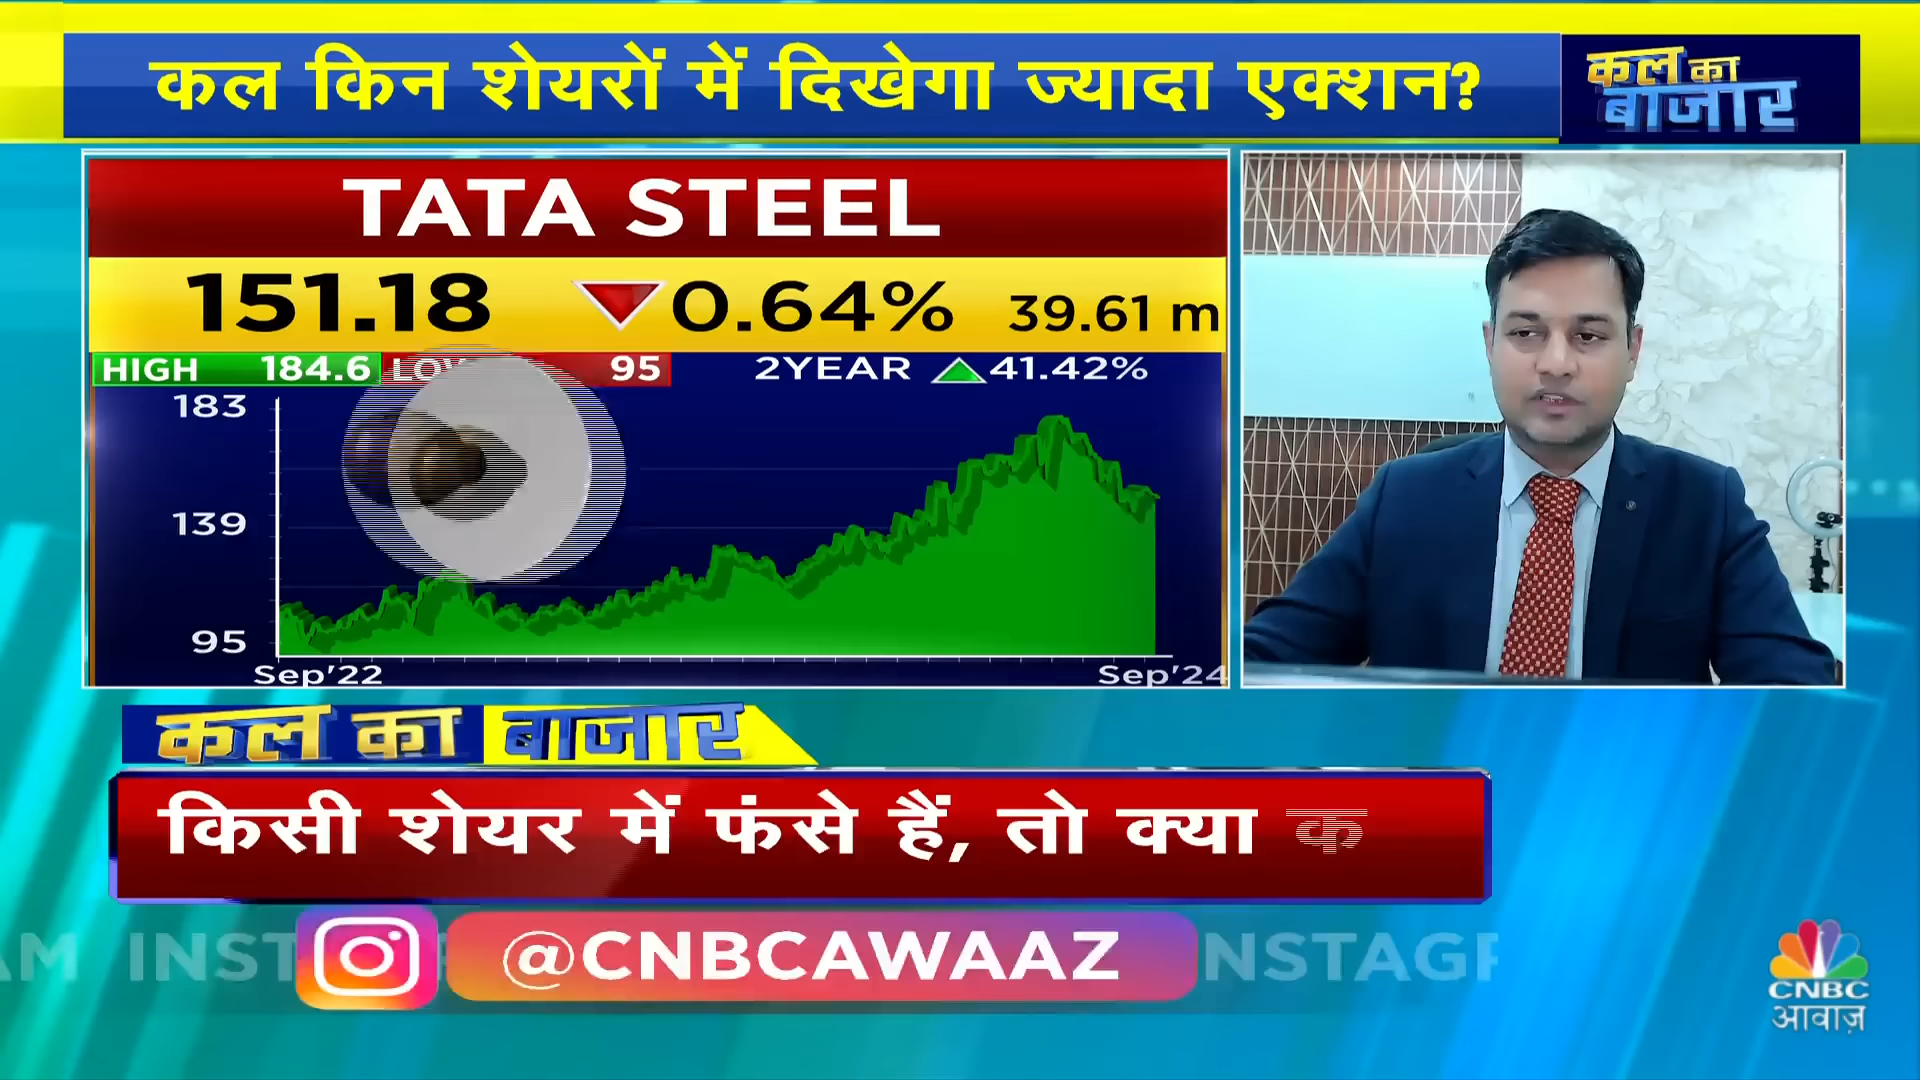 कल किन शेयरों में दिखेगा ज्यादा एक्शन?
कल का
बाजार
TATA STEEL
151.18 0.64% 39.61 m
HIGH 184.6 95 2YEAR 41.42%
183
139
95
Sep'22 Sep'24
कल का बाजार
किसी शेयर में फंसे हैं, तो क्या
@CNBCAWAAZ
CNBC
आवाज़